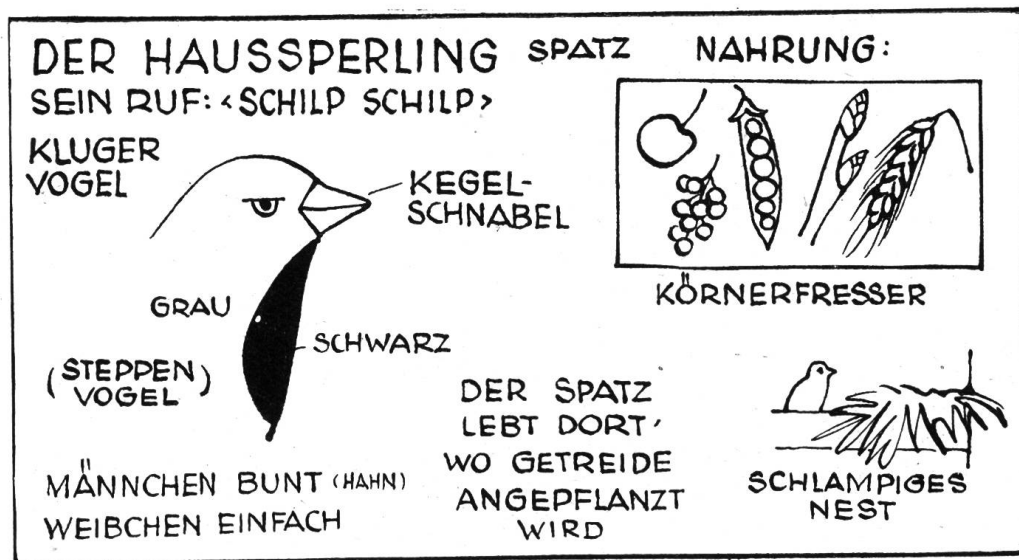 DER HAUSSPERLING SPATZ
SEIN RUF: <SCHILP SCHILP>
KLUGER
VOGEL
KEGEL-
SCHNABEL
GRAU
SCHWARZ
(STEPPEN
VOGEL)
MÄNNCHEN BUNT (HAHN)
WEIBCHEN EINFACH
NAHRUNG:
KÖRNERFRESSER
DER SPATZ
LEBT DORT,
WO GETREIDE
ANGEPFLANZT
WIRD
SCHLAMPIGES
NEST